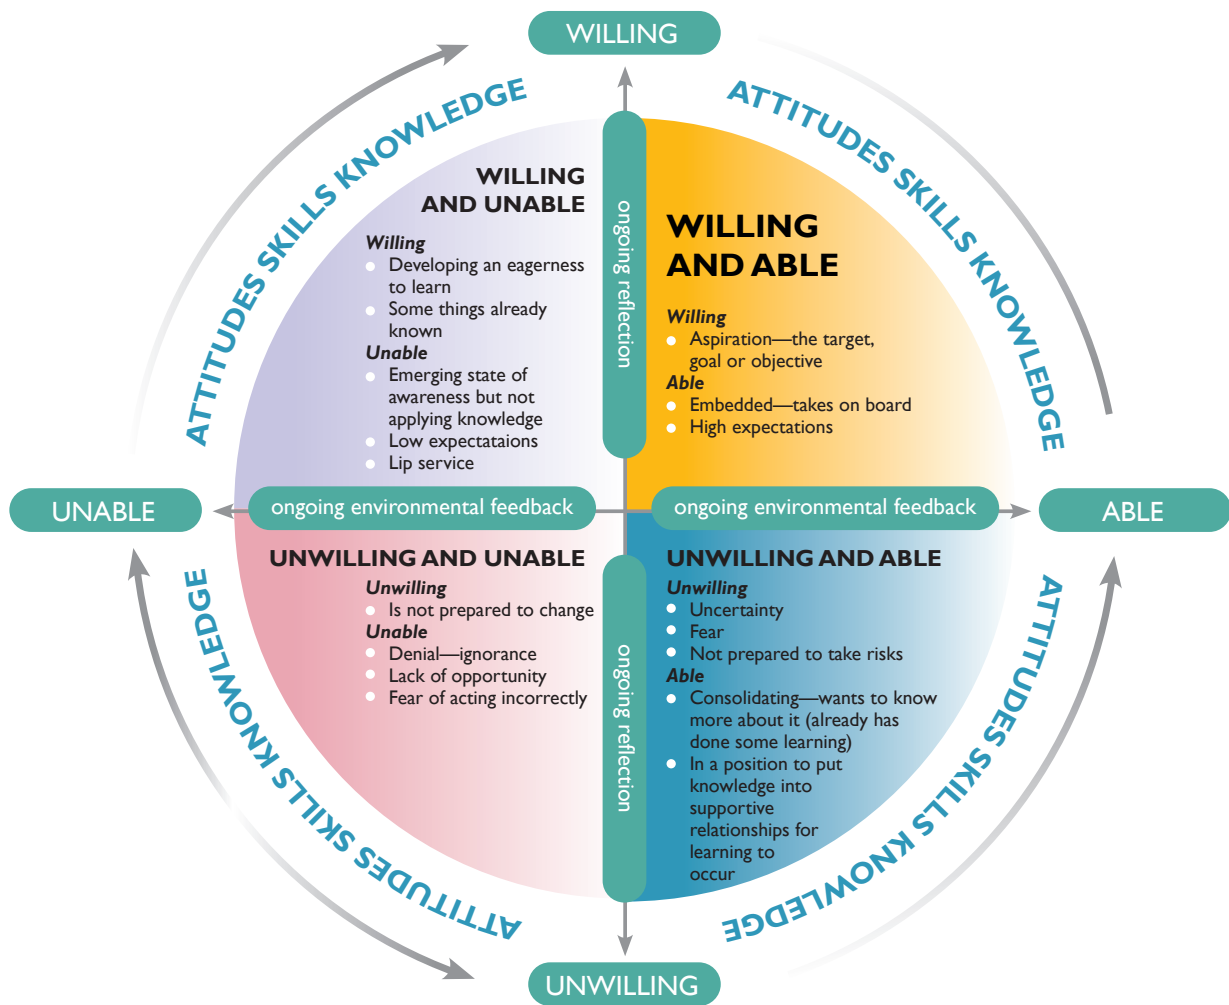 WILLING
ATTITUDES SKILLS KNOWLEDGE
ATTITUDES SKILLS KNOWLEDGE
WILLING
AND UNABLE
Willing
Developing an eagerness
to learn
Some things already
known
Unable
Emerging state of
awareness but not
applying knowledge
Low expectataions
Lip service
ongoing reflection
WILLING
AND ABLE
Willing
Aspiration—the target,
goal or objective
Able
Embedded—takes on board
High expectations
UNABLE
ongoing environmental feedback
ongoing environmental feedback
ABLE
UNWILLING AND UNABLE
Unwilling
Is not prepared to change
Unable
Denial—ignorance
Lack of opportunity
Fear of acting incorrectly
ongoing reflection
UNWILLING AND ABLE
Unwilling
Uncertainty
Fear
Not prepared to take risks
Able
Consolidating—wants to know
more about it (already has
done some learning)
In a position to put
knowledge into
supportive
relationships for
learning to
occur
ATTITUDES SKILLS KNOWLEDGE
ATTITUDES SKILLS KNOWLEDGE
UNWILLING